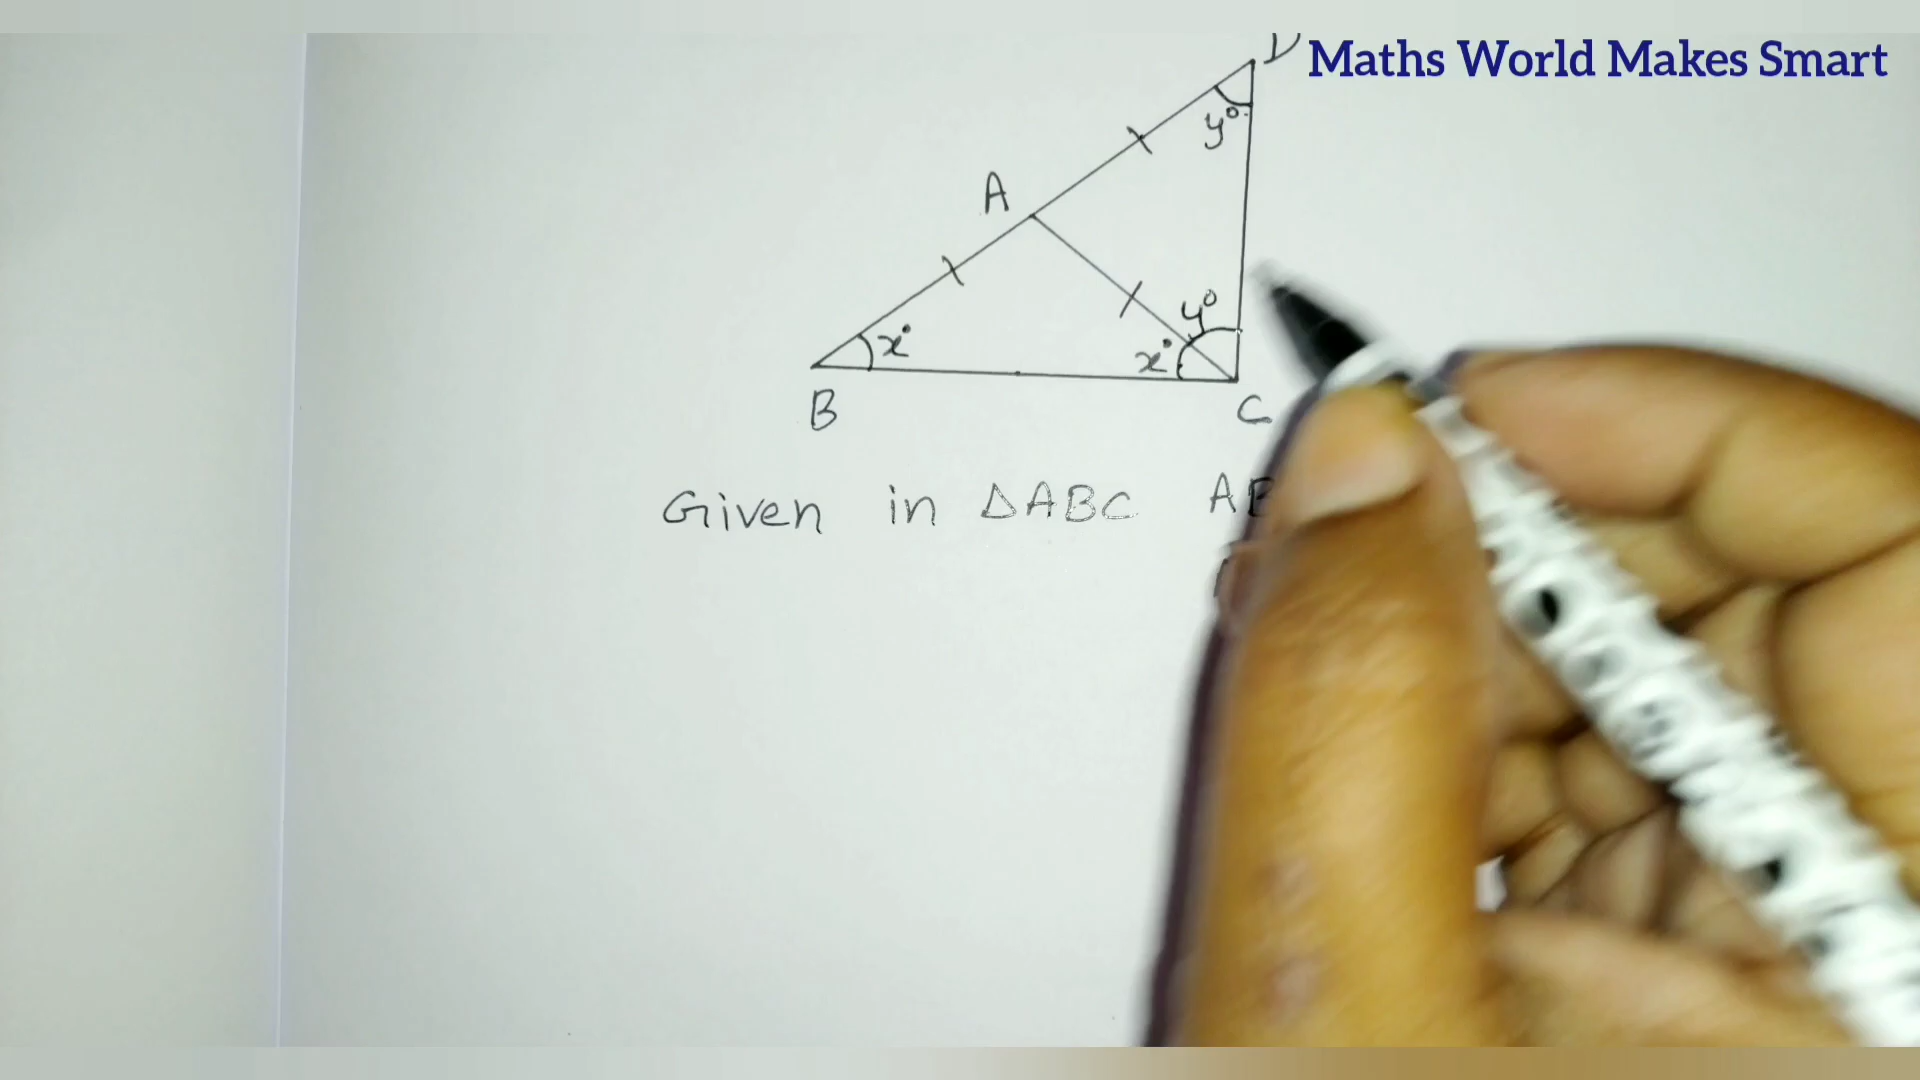 Maths World Makes Smart
D
y°
A
y°
x°
x°
B
C
Given in ΔABC